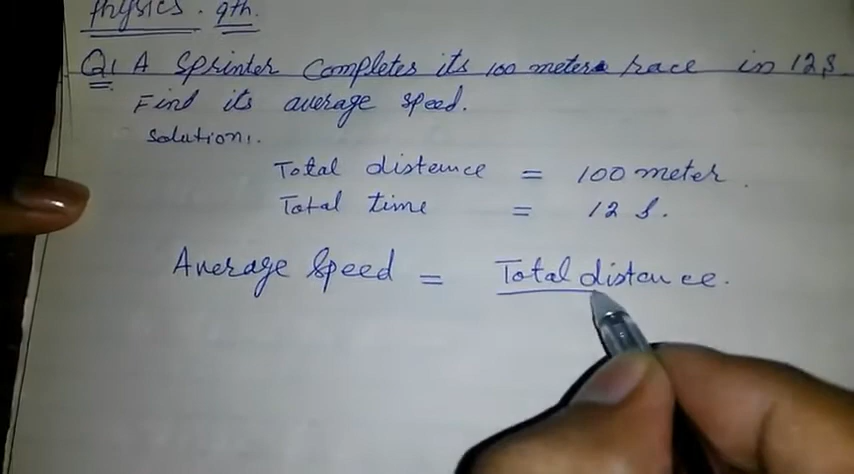 Physics. 9th.
Q1 A Sprinter Completes its 100 meter race in 12 S.
Find its average speed.
Solution:.
Total distance = 100 meter.
Total time = 12 S.
Average Speed = Total distance.